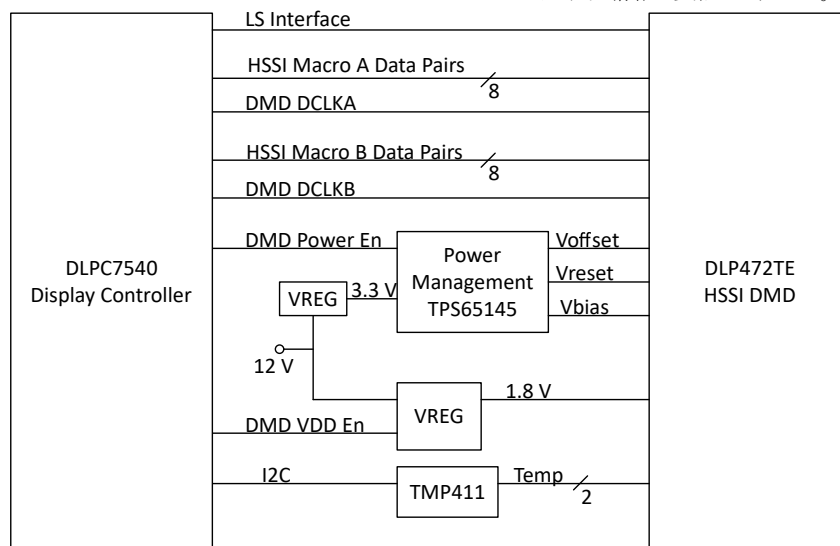 LS Interface
HSSI Macro A Data Pairs
8
DMD DCLKA
HSSI Macro B Data Pairs
8
DMD DCLKB
DMD Power En
Voffset
Power
Management
TPS65145
Vreset
Vbias
DLPC7540
Display Controller
DLP472TE
HSSI DMD
VREG
3.3 V
12 V
1.8 V
VREG
DMD VDD En
I2C
Temp
TMP411
2